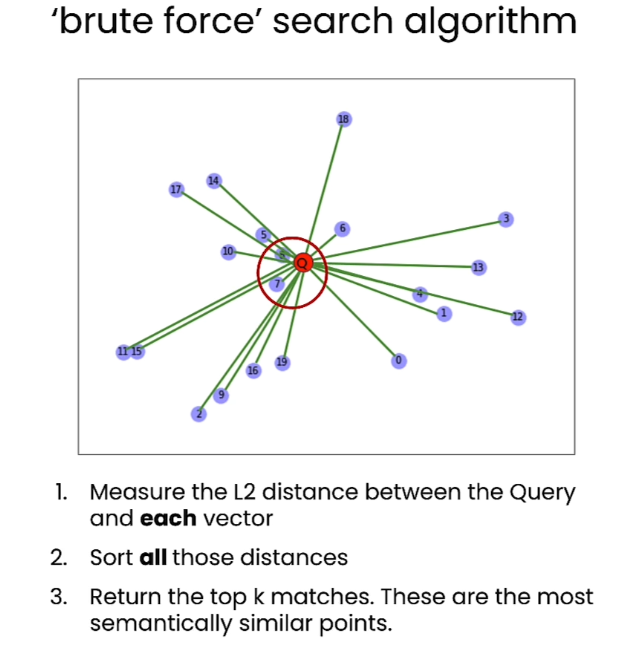 ‘brute force’ search algorithm
18
14
17
3
6
5
10
Q
13
7
4
1
12
11 15
0
19
16
9
2
1. Measure the L2 distance between the Query
and each vector
2. Sort all those distances
3. Return the top k matches. These are the most
semantically similar points.